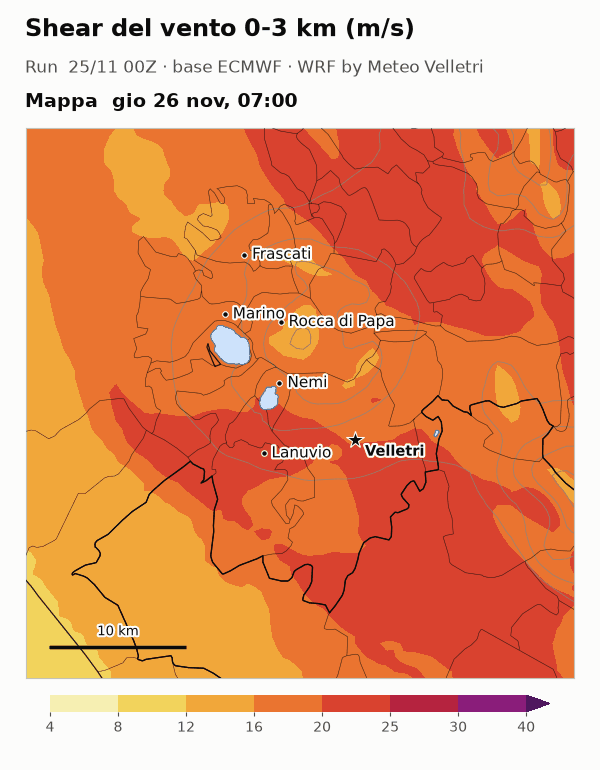 Shear del vento 0-3 km (m/s)
Run  25/11 00Z · base ECMWF · WRF by Meteo Velletri
Mappa  gio 26 nov, 07:00
Frascati
Marino
Rocca di Papa
Nemi
Velletri
Lanuvio
10 km
4 8 12 16 20 25 30 40